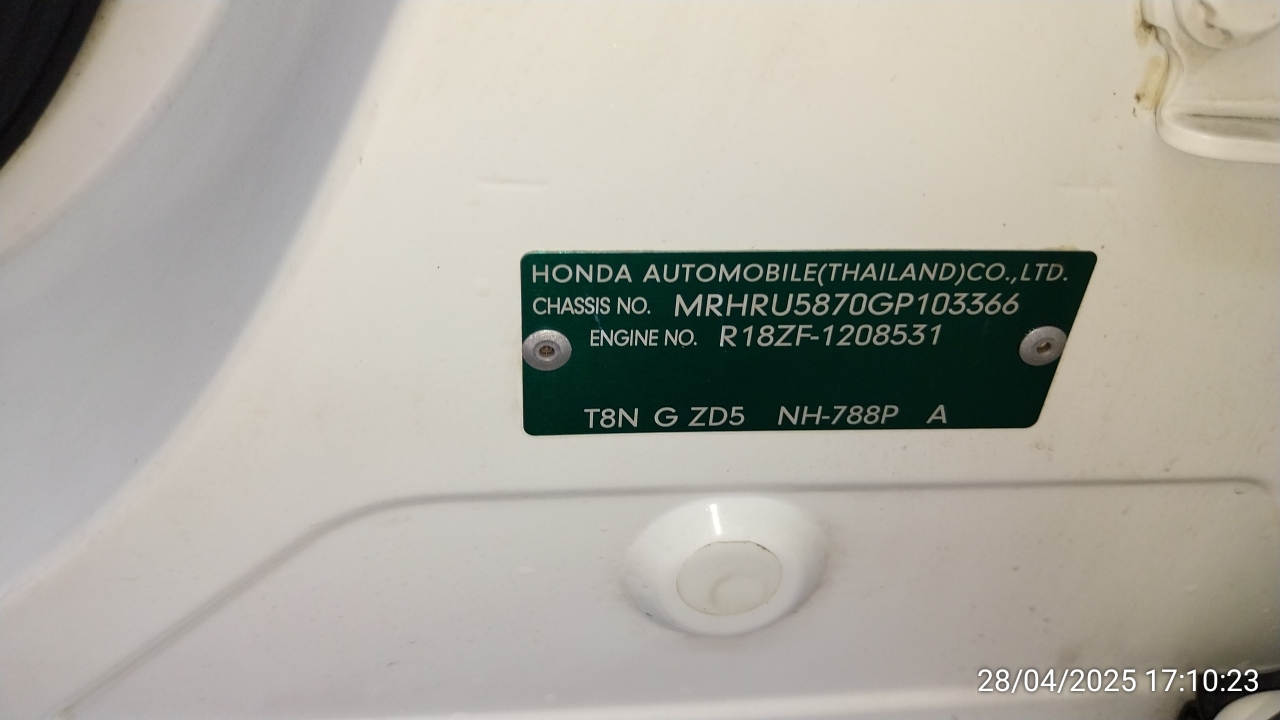 HONDA AUTOMOBILE(THAILAND)CO.,LTD.
CHASSIS NO. MRHRU5870GP103366
ENGINE NO. R18ZF-1208531
T8N G ZD5 NH-788P A
28/04/2025 17:10:23